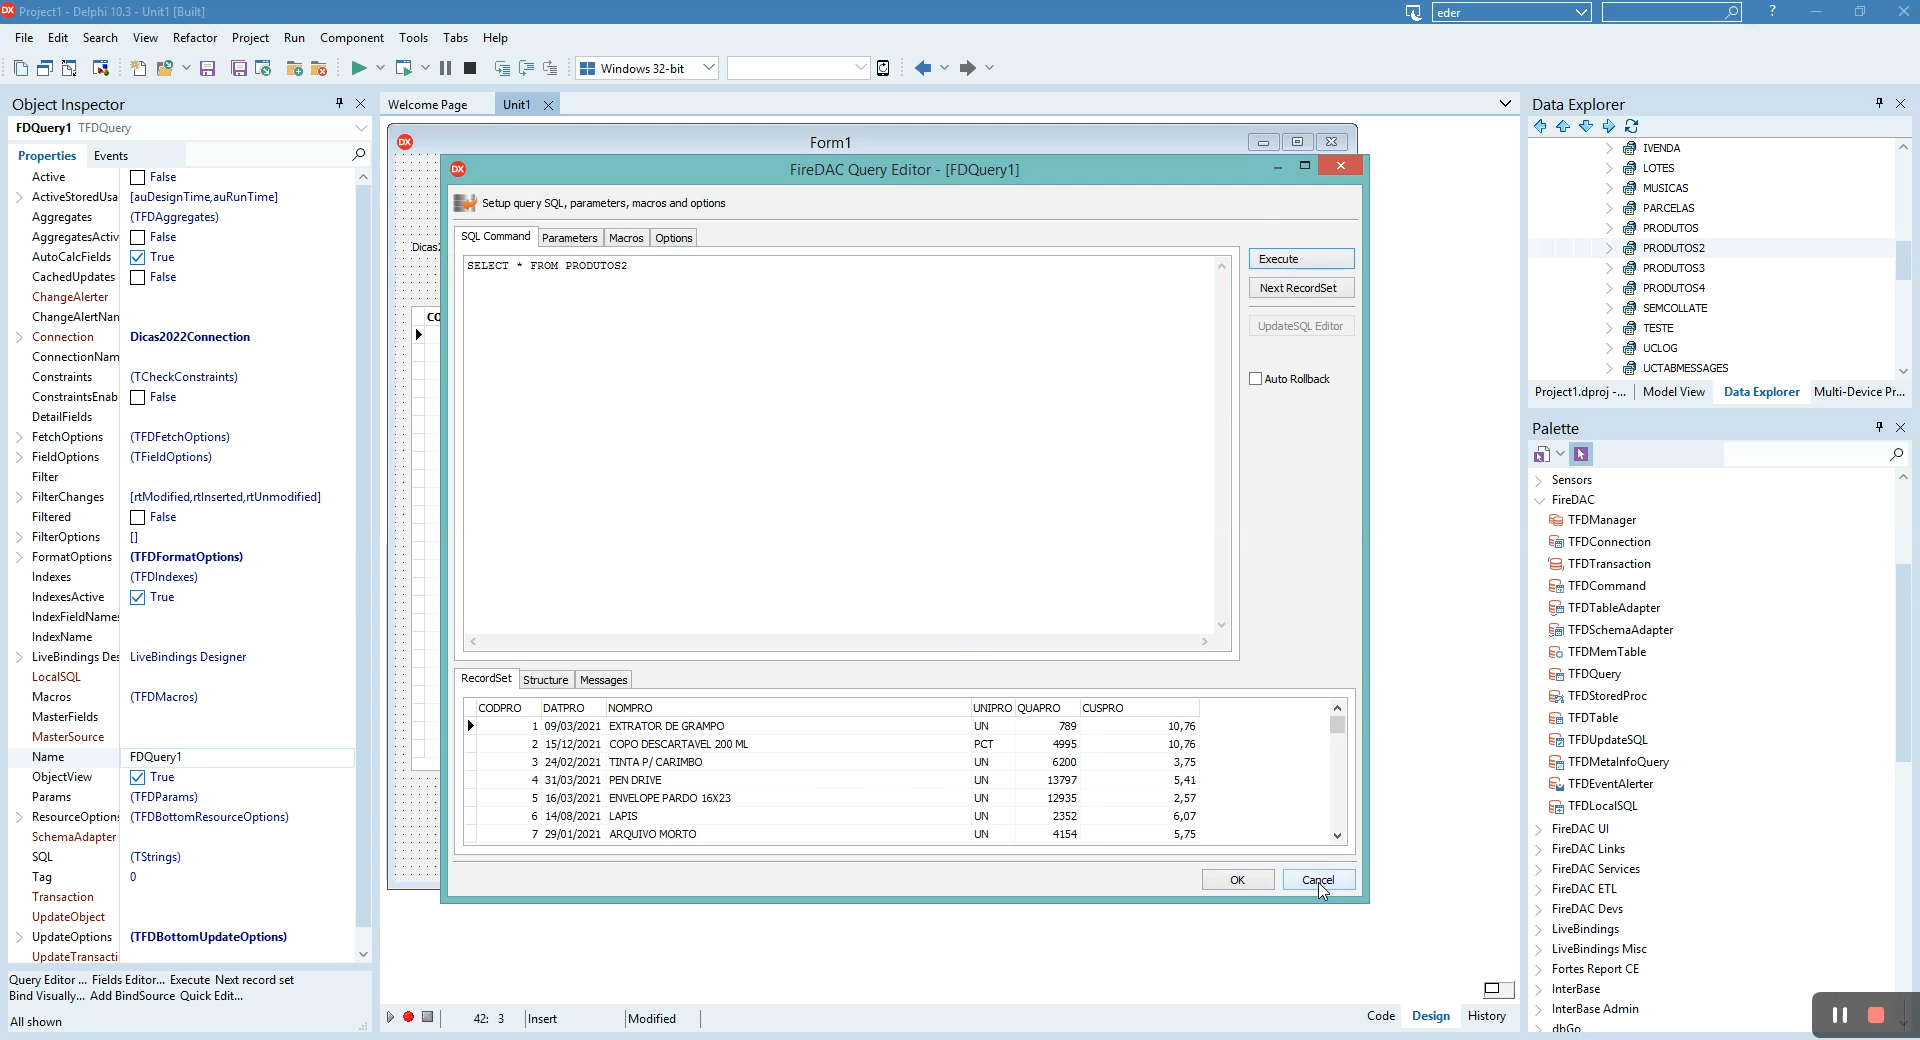 Project1 - Delphi 10.3 - Unit1 [Built]
eder
?
File Edit Search View Refactor Project Run Component Tools Tabs Help
Windows 32-bit
Object Inspector
FDQuery1 TFDQuery
Properties Events
Active False
ActiveStoredUsa [auDesignTime,auRunTime]
Aggregates (TFDAggregates)
AggregatesActiv False
AutoCalcFields True
CachedUpdates False
ChangeAlerter
ChangeAlertNan
Connection Dicas2022Connection
ConnectionNam
Constraints (TCheckConstraints)
ConstraintsEnab False
DetailFields
FetchOptions (TFDFetchOptions)
FieldOptions (TFieldOptions)
Filter
FilterChanges [rtModified,rtInserted,rtUnmodified]
Filtered False
FilterOptions []
FormatOptions (TFDFormatOptions)
Indexes (TFDIndexes)
IndexesActive True
IndexFieldNames
IndexName
LiveBindings Des LiveBindings Designer
LocalSQL
Macros (TFDMacros)
MasterFields
MasterSource
Name FDQuery1
ObjectView True
Params (TFDParams)
ResourceOptions (TFDBottomResourceOptions)
SchemaAdapter
SQL (TStrings)
Tag 0
Transaction
UpdateObject
UpdateOptions (TFDBottomUpdateOptions)
UpdateTransacti
Query Editor ... Fields Editor... Execute Next record set
Bind Visually... Add BindSource Quick Edit...
All shown
Welcome Page Unit1
Form1
Dicas2
CO
FireDAC Query Editor - [FDQuery1]
Setup query SQL, parameters, macros and options
SQL Command Parameters Macros Options
SELECT * FROM PRODUTOS2
Execute
Next RecordSet
UpdateSQL Editor
Auto Rollback
RecordSet Structure Messages
CODPRO DATPRO NOMPRO UNIPRO QUAPRO CUSPRO
1 09/03/2021 EXTRATOR DE GRAMPO UN 789 10,76
2 15/12/2021 COPO DESCARTAVEL 200 ML PCT 4995 10,76
3 24/02/2021 TINTA P/ CARIMBO UN 6200 3,75
4 31/03/2021 PEN DRIVE UN 13797 5,41
5 16/03/2021 ENVELOPE PARDO 16X23 UN 12935 2,57
6 14/08/2021 LAPIS UN 2352 6,07
7 29/01/2021 ARQUIVO MORTO UN 4154 5,75
OK Cancel
42: 3 Insert Modified
Code Design History
Data Explorer
IVENDA
LOTES
MUSICAS
PARCELAS
PRODUTOS
PRODUTOS2
PRODUTOS3
PRODUTOS4
SEMCOLLATE
TESTE
UCLOG
UCTABMESSAGES
Project1.dproj -... Model View Data Explorer Multi-Device Pr...
Palette
Sensors
FireDAC
TFDManager
TFDConnection
TFDTransaction
TFDCommand
TFDTableAdapter
TFDSchemaAdapter
TFDMemTable
TFDQuery
TFDStoredProc
TFDTable
TFDUpdateSQL
TFDMetaInfoQuery
TFDEventAlerter
TFDLocalSQL
FireDAC UI
FireDAC Links
FireDAC Services
FireDAC ETL
FireDAC Devs
LiveBindings
LiveBindings Misc
Fortes Report CE
InterBase
InterBase Admin
dbGo